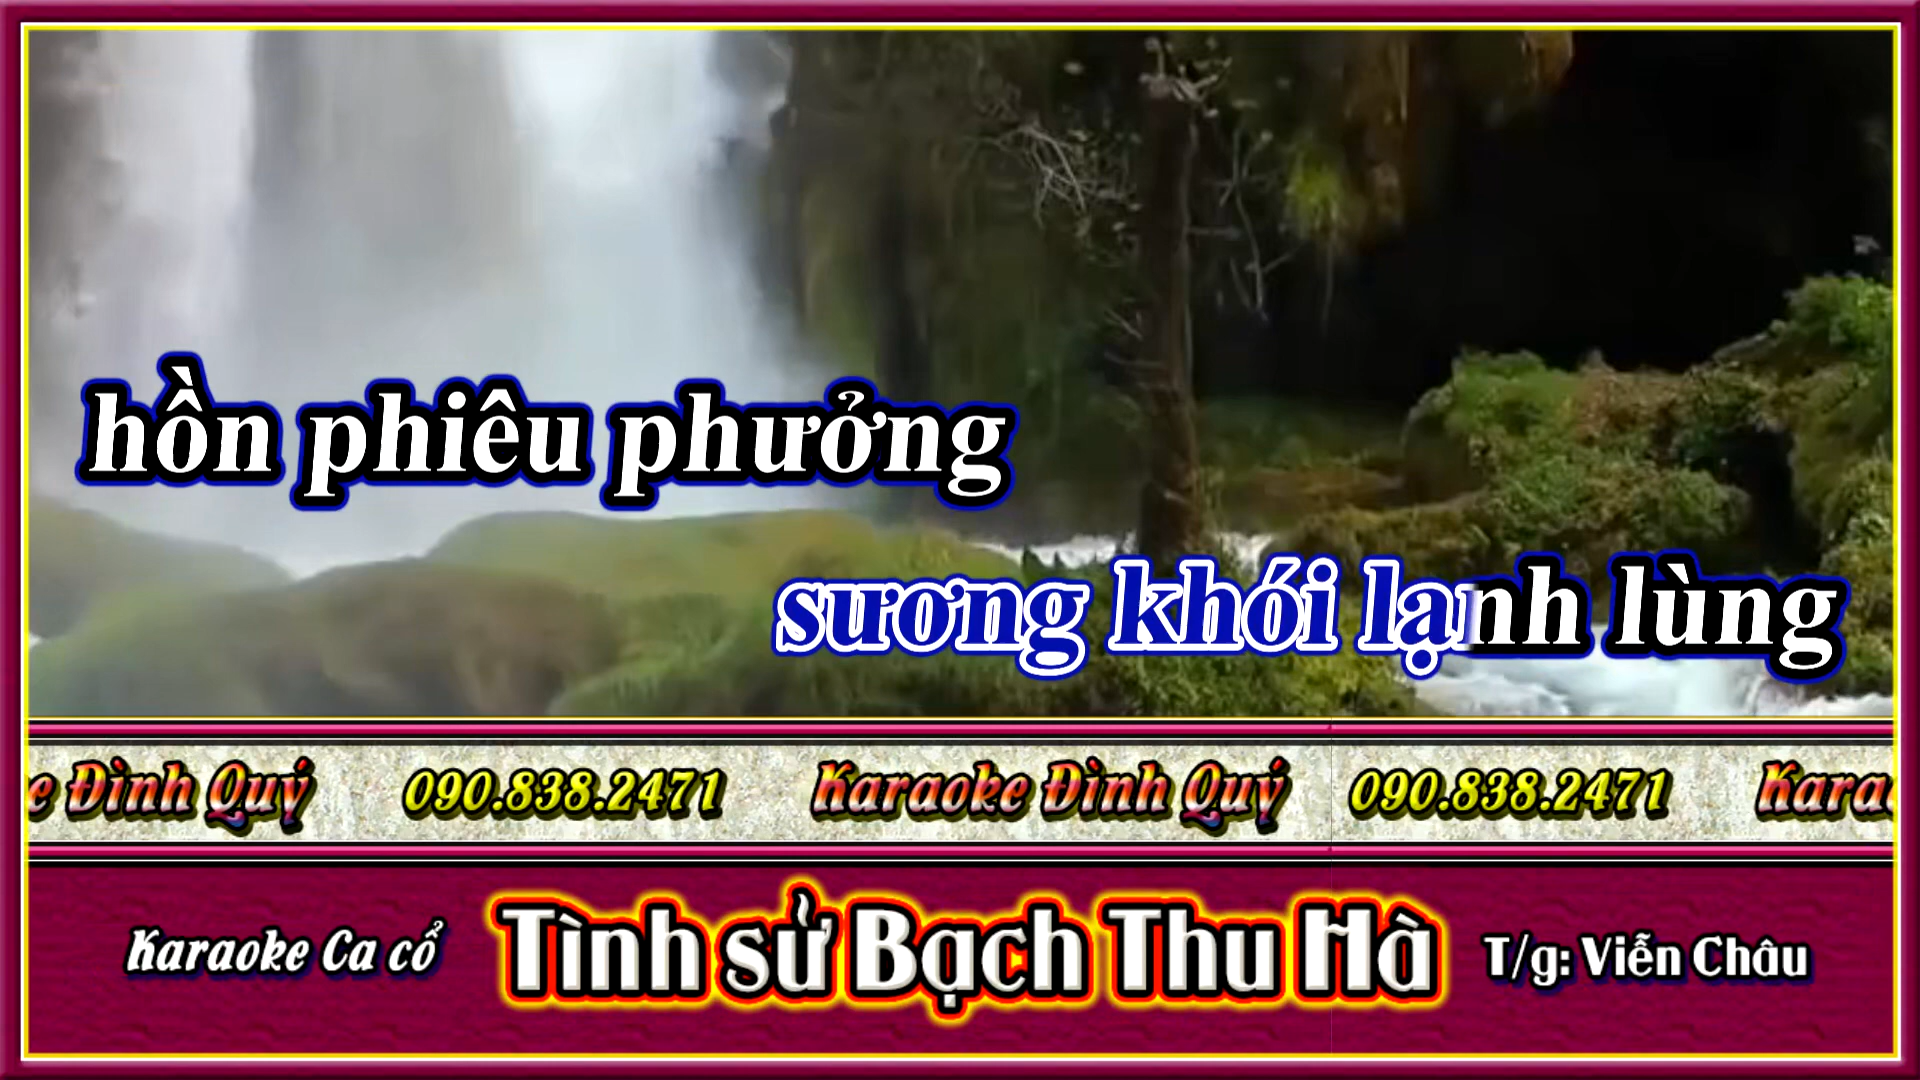 hồn phiêu phưởng
sương khói lạnh lùng
Đình Quý 090.838.2471 Karaoke Đình Quý 090.838.2471
Karaoke Ca cổ Tình sử Bạch Thu Hà T/g: Viễn Châu